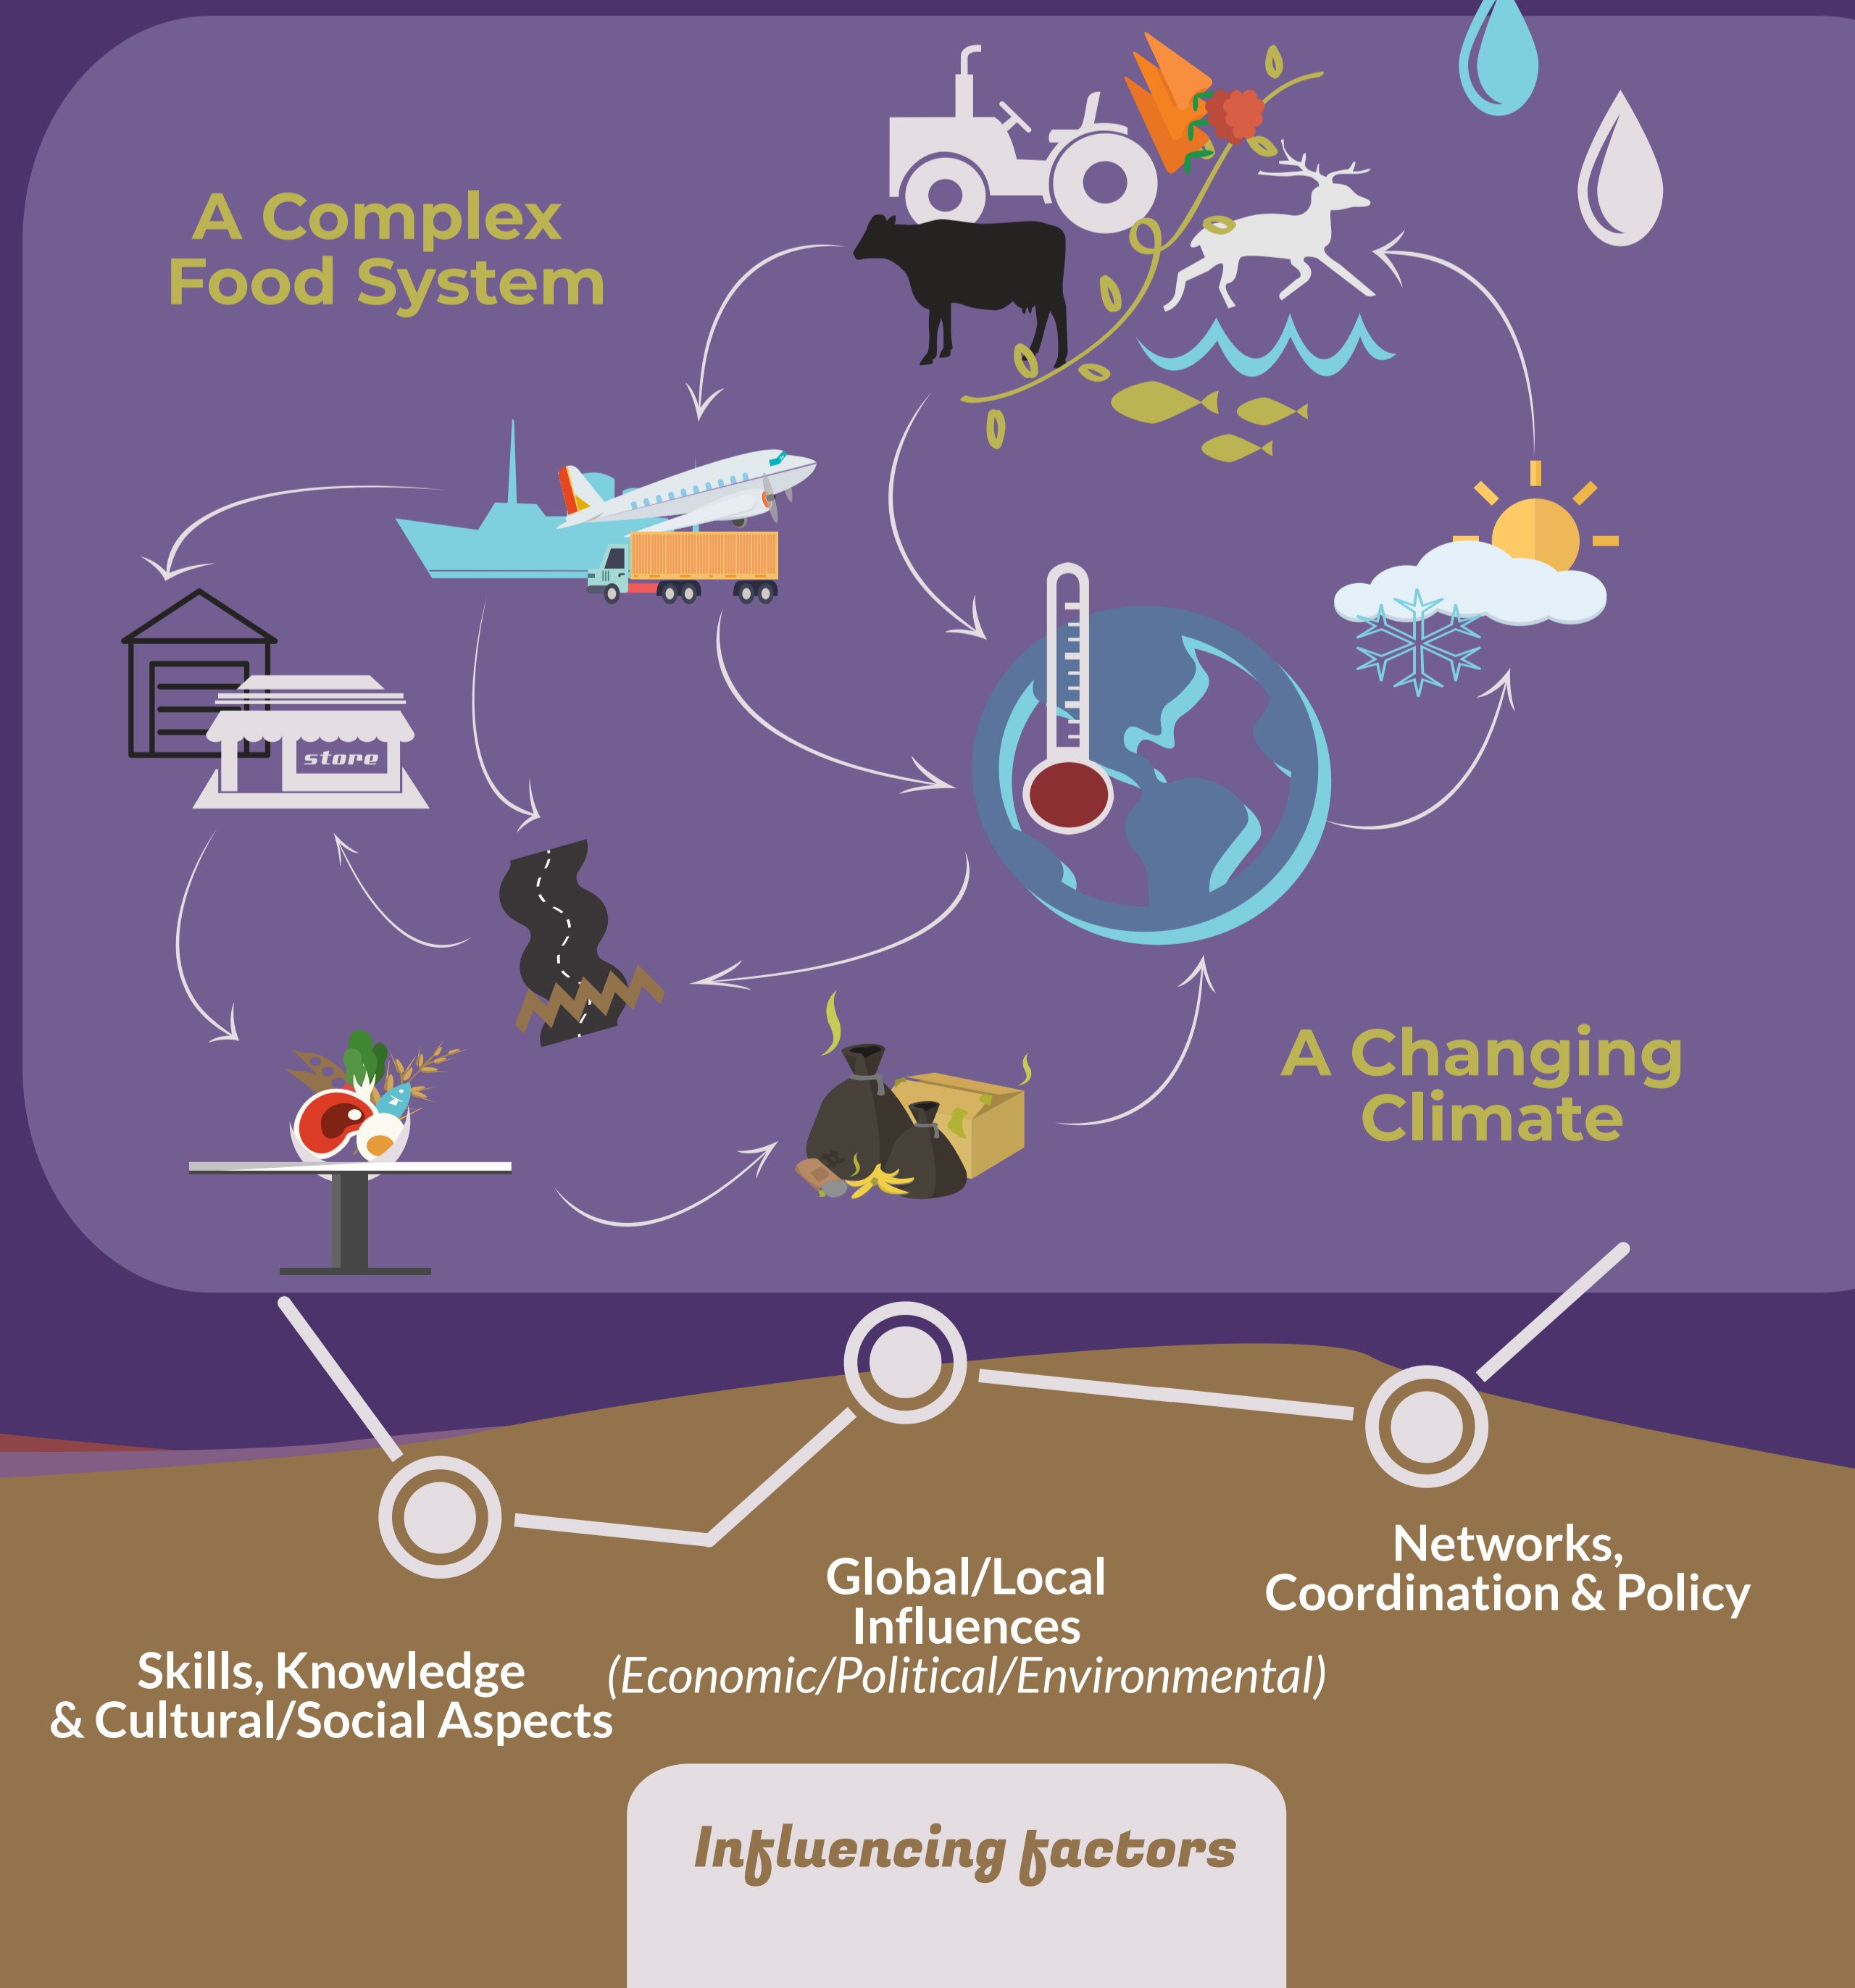 A Complex
Food System
store
A Changing
Climate
Networks,
Coordination & Policy
Global/Local
Influences
(Economic/Political/Environmental)
Skills, Knowledge
& Cultural/Social Aspects
Influencing factors